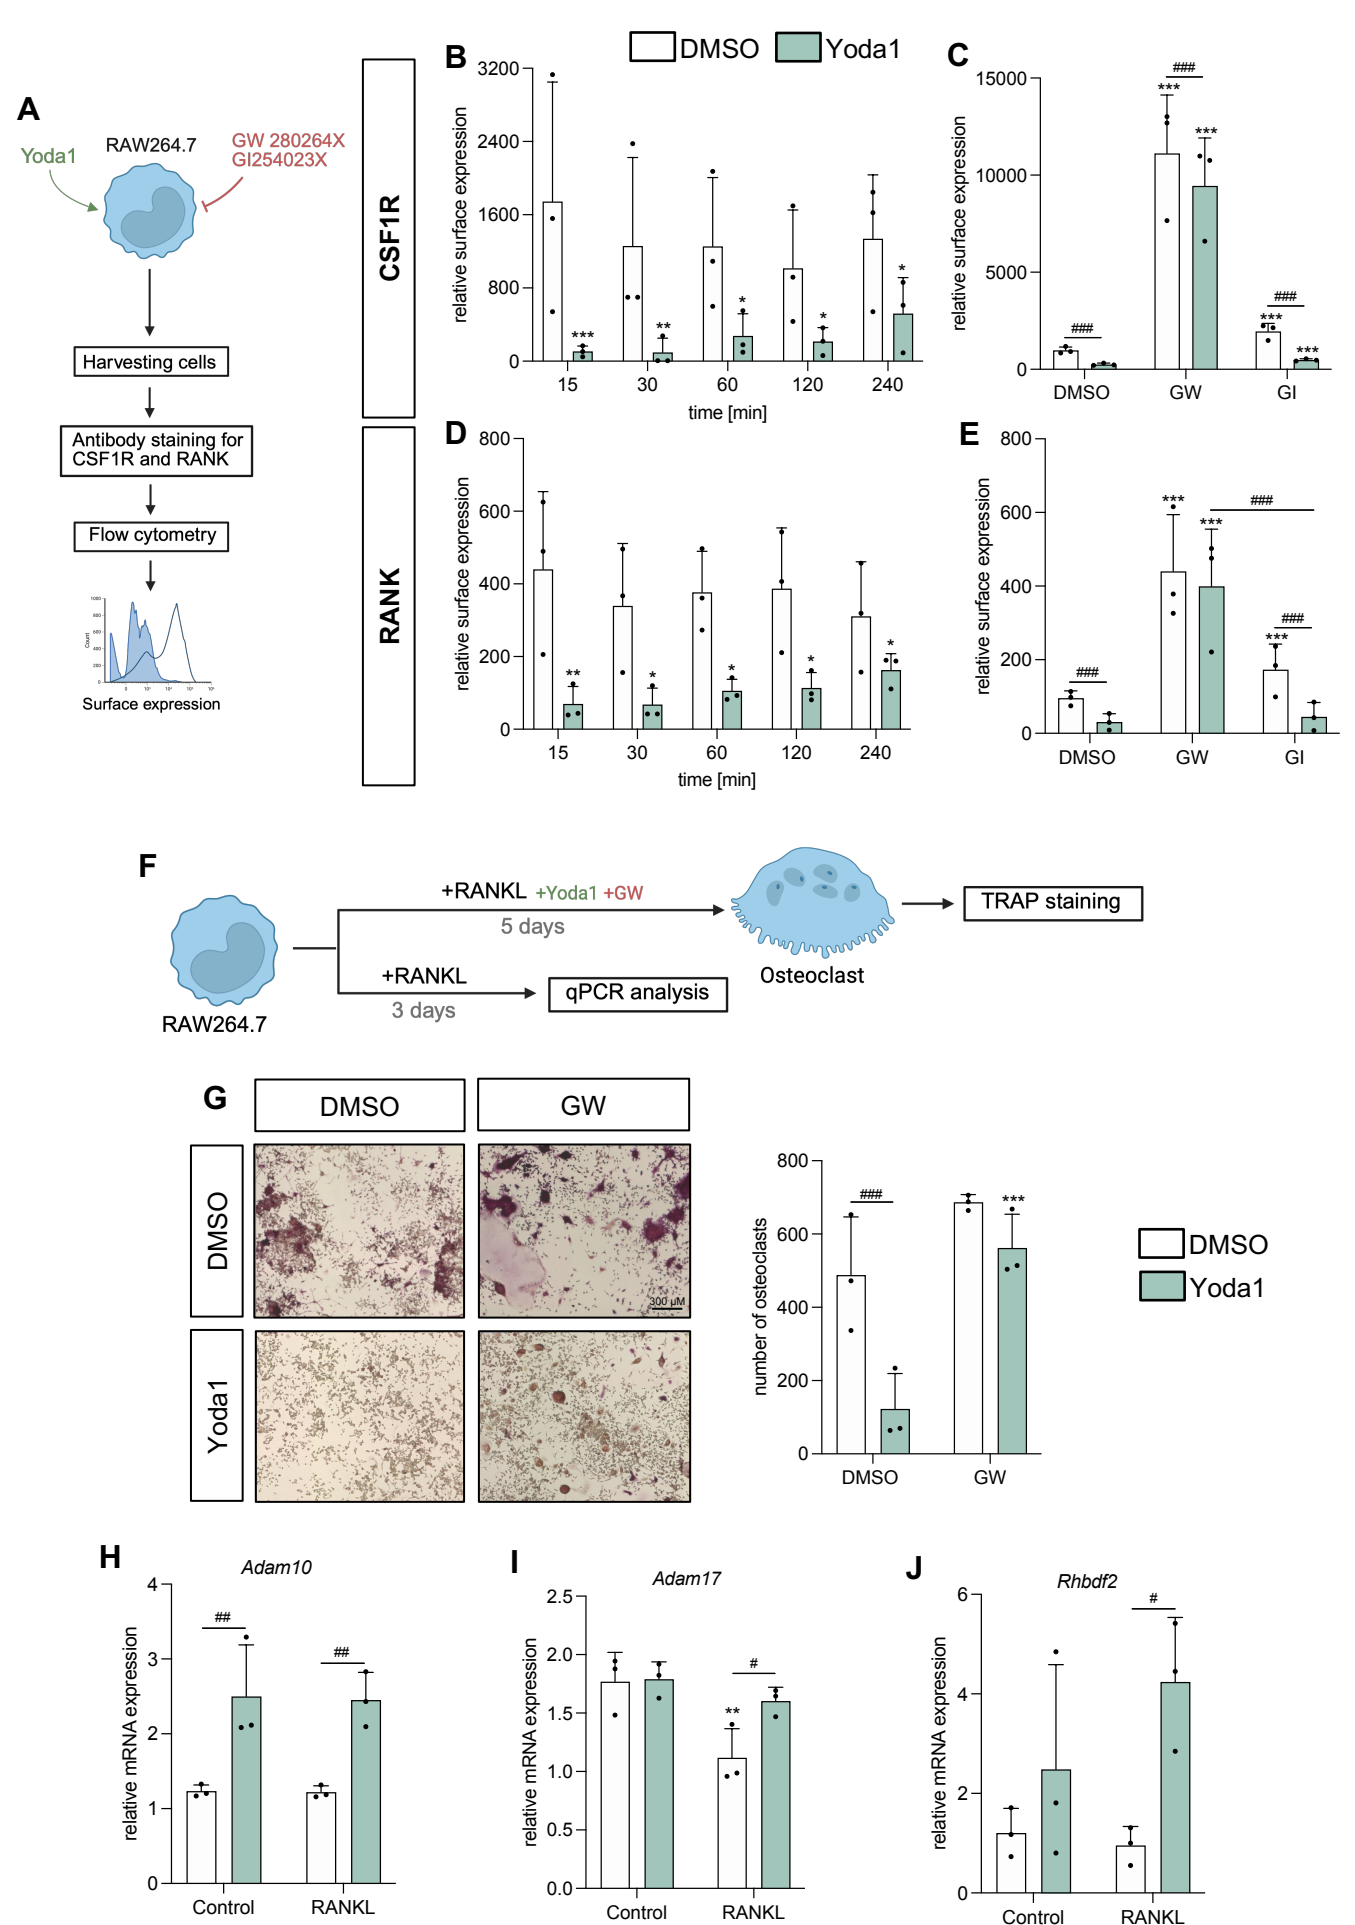 A
Yoda1
RAW264.7
GW 280264X
GI254023X
Harvesting cells
Antibody staining for
CSF1R and RANK
Flow cytometry
Count
1000
800
600
400
200
0
Surface expression
CSF1R
RANK
DMSO
Yoda1
B
relative surface expression
3200
2400
1600
800
0
***
**
*
*
*
15
30
60
120
240
time [min]
C
relative surface expression
15000
10000
5000
0
###
###
***
***
###
***
***
DMSO
GW
GI
D
relative surface expression
800
600
400
200
0
**
*
*
*
*
15
30
60
120
240
time [min]
E
relative surface expression
800
600
400
200
0
###
***
***
###
###
***
DMSO
GW
GI
F
RAW264.7
+RANKL +Yoda1 +GW
5 days
+RANKL
3 days
qPCR analysis
Osteoclast
TRAP staining
G
DMSO
GW
DMSO
Yoda1
300 µM
number of osteoclasts
800
600
400
200
0
###
***
DMSO
GW
DMSO
Yoda1
H
Adam10
relative mRNA expression
4
3
2
1
0
##
##
Control
RANKL
I
Adam17
relative mRNA expression
2.5
2.0
1.5
1.0
0.5
0.0
**
#
Control
RANKL
J
Rhbdf2
relative mRNA expression
6
4
2
0
#
Control
RANKL